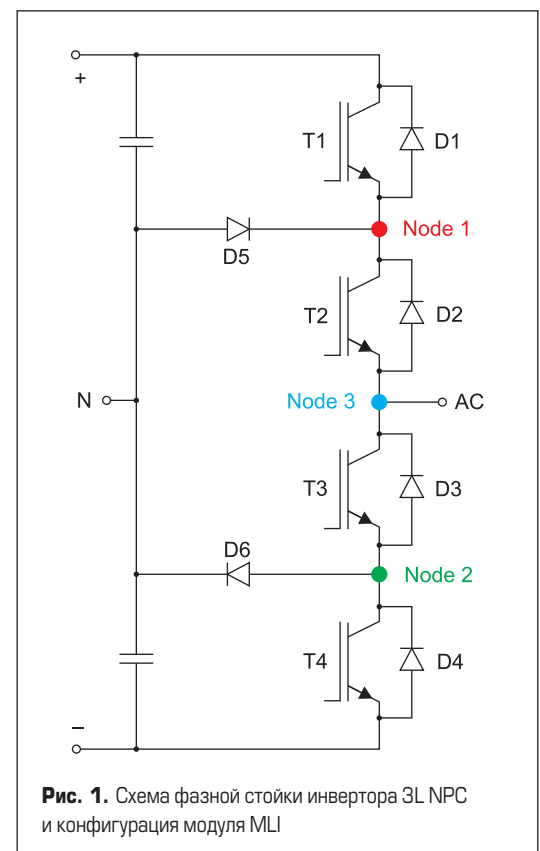 +
T1
D1
Node 1
D5
T2
D2
N
Node 3
AC
T3
D3
D6
Node 2
T4
D4
–
Рис. 1. Схема фазной стойки инвертора 3L NPC
и конфигурация модуля MLI